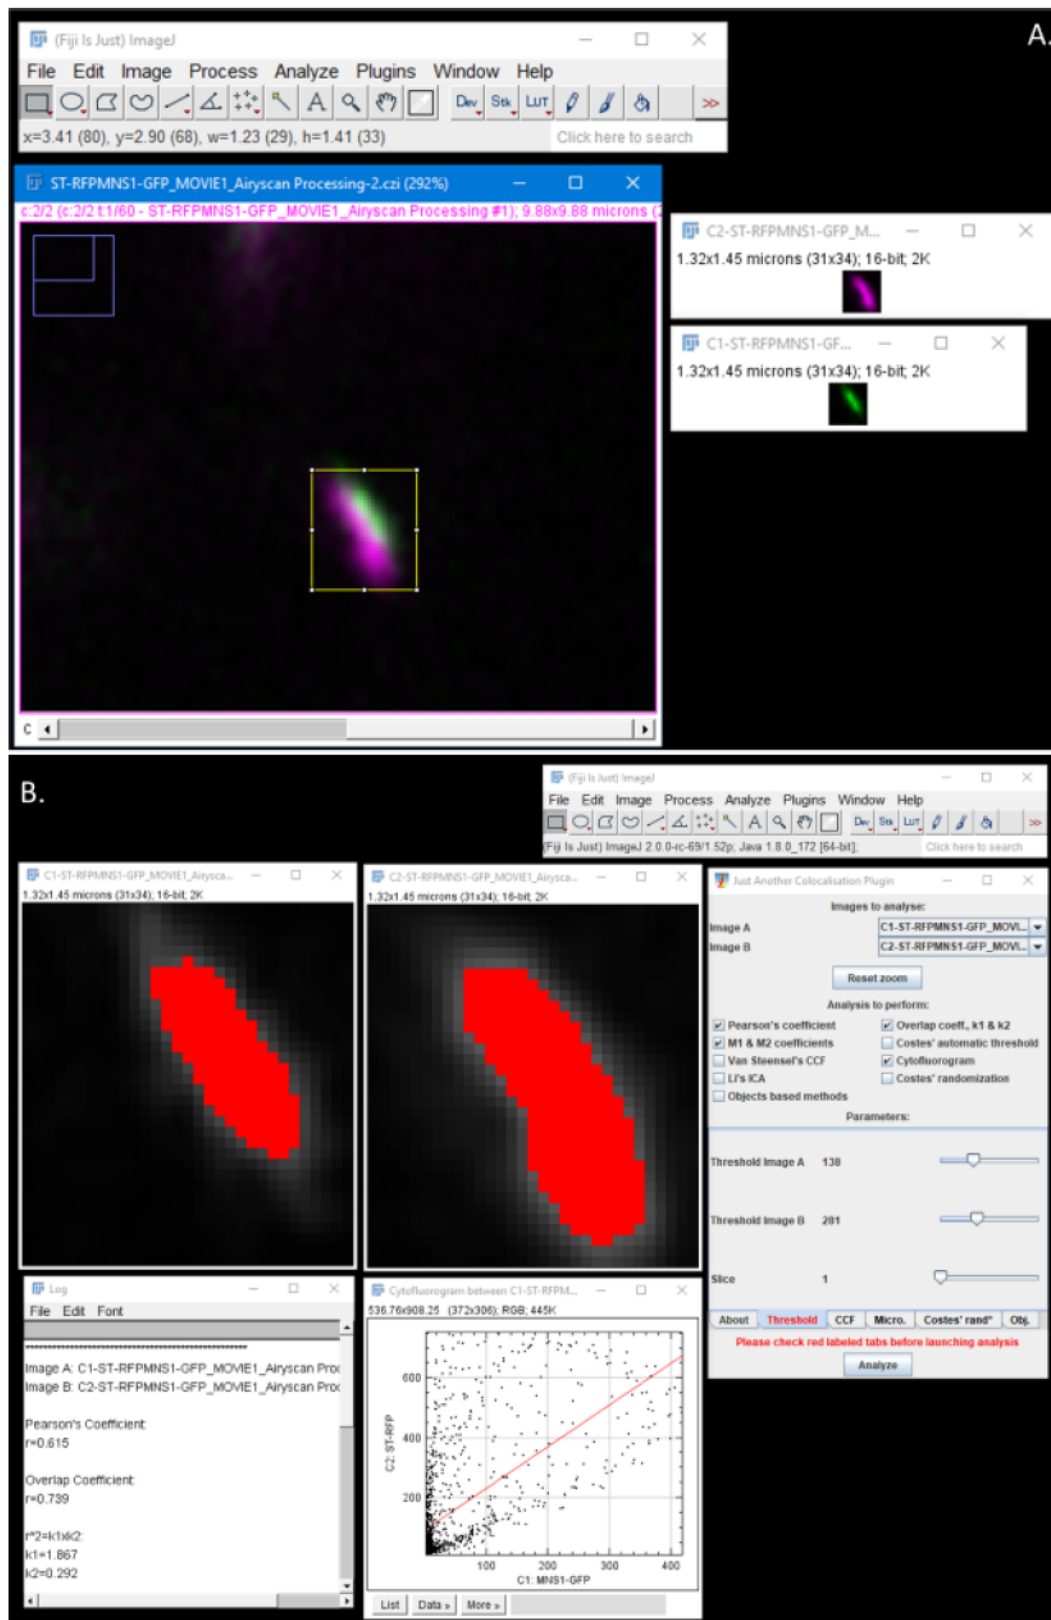 A.
(Fiji Is Just) ImageJ
File Edit Image Process Analyze Plugins Window Help
Dev Stk LUT >>
x=3.41 (80), y=2.90 (68), w=1.23 (29), h=1.41 (33) Click here to search
ST-RFPMNS1-GFP_MOVIE1_Airyscan Processing-2.czi (292%)
c:2/2 (c:2/2 t:1/60 - ST-RFPMNS1-GFP_MOVIE1_Airyscan Processing #1); 9.88x9.88 microns (2
C2-ST-RFPMNS1-GFP_M...
1.32x1.45 microns (31x34); 16-bit; 2K
C1-ST-RFPMNS1-GF...
1.32x1.45 microns (31x34); 16-bit; 2K
C
B.
(Fiji Is Just) ImageJ
File Edit Image Process Analyze Plugins Window Help
Dev Stk LUT >>
(Fiji Is Just) ImageJ 2.0.0-rc-69/1.52p; Java 1.8.0_172 [64-bit]; Click here to search
C1-ST-RFPMNS1-GFP_MOVIE1_Airysca...
1.32x1.45 microns (31x34); 16-bit; 2K
C2-ST-RFPMNS1-GFP_MOVIE1_Airysca...
1.32x1.45 microns (31x34); 16-bit; 2K
Just Another Colocalisation Plugin
Images to analyse:
Image A C1-ST-RFPMNS1-GFP_MOVI...
Image B C2-ST-RFPMNS1-GFP_MOVI...
Reset zoom
Analysis to perform:
Pearson's coefficient Overlap coeff., k1 & k2
M1 & M2 coefficients Costes' automatic threshold
Van Steensel's CCF Cytofluorogram
Li's ICA Costes' randomization
Objects based methods
Parameters:
Threshold Image A 138
Threshold Image B 281
Slice 1
About Threshold CCF Micro. Costes' rand° Obj.
Please check red labeled tabs before launching analysis
Analyze
Log
File Edit Font
Image A: C1-ST-RFPMNS1-GFP_MOVIE1_Airyscan Proc
Image B: C2-ST-RFPMNS1-GFP_MOVIE1_Airyscan Proc
Pearson's Coefficient:
r=0.615
Overlap Coefficient:
r=0.739
r^2=k1xk2:
k1=1.867
k2=0.292
Cytofluorogram between C1-ST-RFPM...
536.76x908.25 (372x306); RGB; 445K
600
400
200
C2: ST-RFP
100 200 300 400
C1: MNS1-GFP
List Data » More »